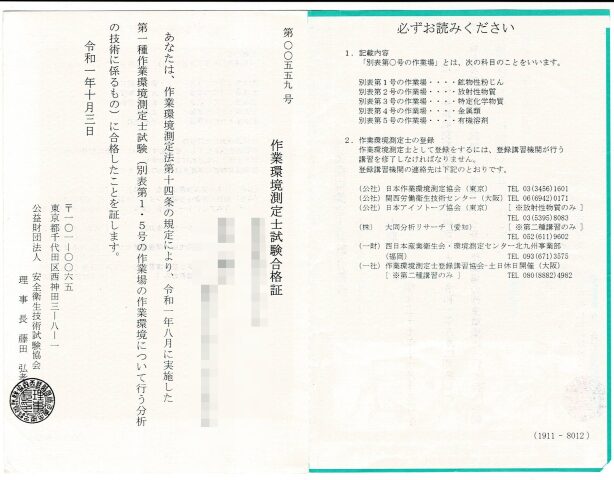 第〇〇五五九号
作業環境測定士試験合格証
あなたは、作業環境測定法第十四条の規定により、令和一年八月に実施した
第一種作業環境測定士試験（別表第１・５号の作業場の作業環境について行う分析
の技術に係るもの）に合格したことを証します。
令和一年十月三日
〒一〇一－〇〇六五
東京都千代田区西神田三－八－一
公益財団法人 安全衛生技術試験協会
理事長 藤田 弘
必ずお読みください
１．記載内容
「別表第〇号の作業場」とは、次の科目のことをいいます。
別表第１号の作業場・・・・鉱物性粉じん
別表第２号の作業場・・・・放射性物質
別表第３号の作業場・・・・特定化学物質
別表第４号の作業場・・・・金属類
別表第５号の作業場・・・・有機溶剤
２．作業環境測定士の登録
作業環境測定士として登録をするには、登録講習機関が行う
講習を修了しなければなりません。
登録講習機関の連絡先は下記のとおりです。
(公社) 日本作業環境測定協会（東京） TEL 03(3456)1601
(公社) 関西労働衛生技術センター（大阪） TEL 06(6942)0171
(公社) 日本アイソトープ協会（東京） [ ※放射性物質のみ ]
TEL 03(5395)8083
(株) 大同分析リサーチ（愛知） [ ※第二種講習のみ ]
TEL 052(611)9602
(一財) 西日本産業衛生会・環境測定センター北九州事業部
（福岡） TEL 093(671)3575
(一社) 作業環境測定士登録講習協会-土日休日開催（大阪）
[ ※第二種講習のみ ] TEL 080(8882)4982
(1911 - 8012)